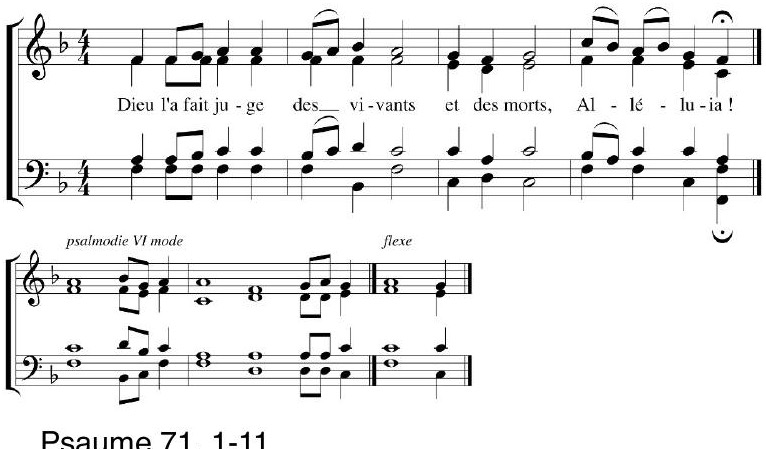 Dieu l'a fait ju - ge des vi - vants et des morts, Al - lé - lu - ia !
psalmodie VI mode flexe
Psaume 71, 1-11